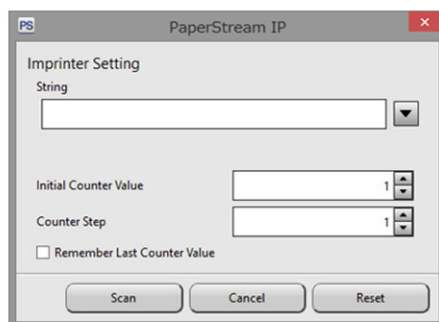 PS PaperStream IP
Imprinter Setting
String
Initial Counter Value 1
Counter Step 1
Remember Last Counter Value
Scan Cancel Reset